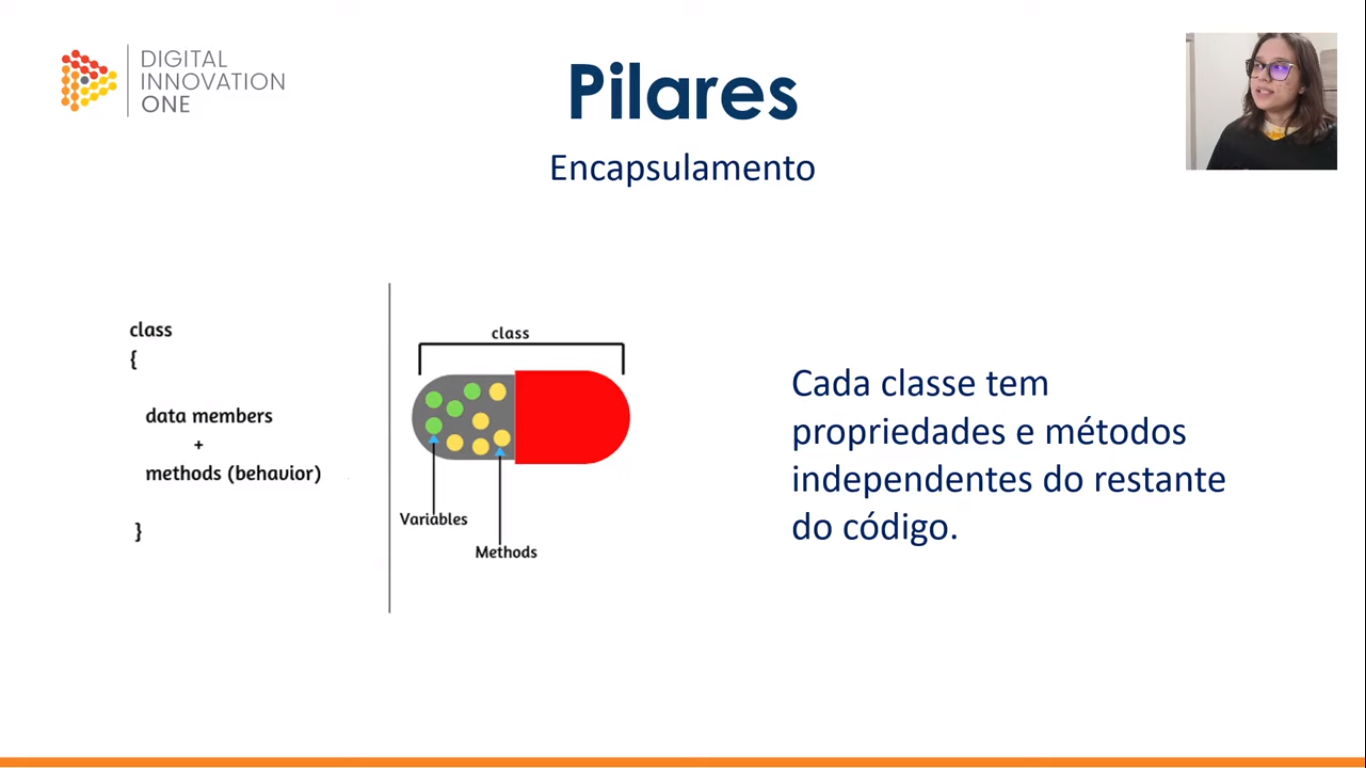 DIGITAL
INNOVATION
ONE
Pilares
Encapsulamento
class
{
data members
+
methods (behavior)
}
class
Variables
Methods
Cada classe tem
propriedades e métodos
independentes do restante
do código.